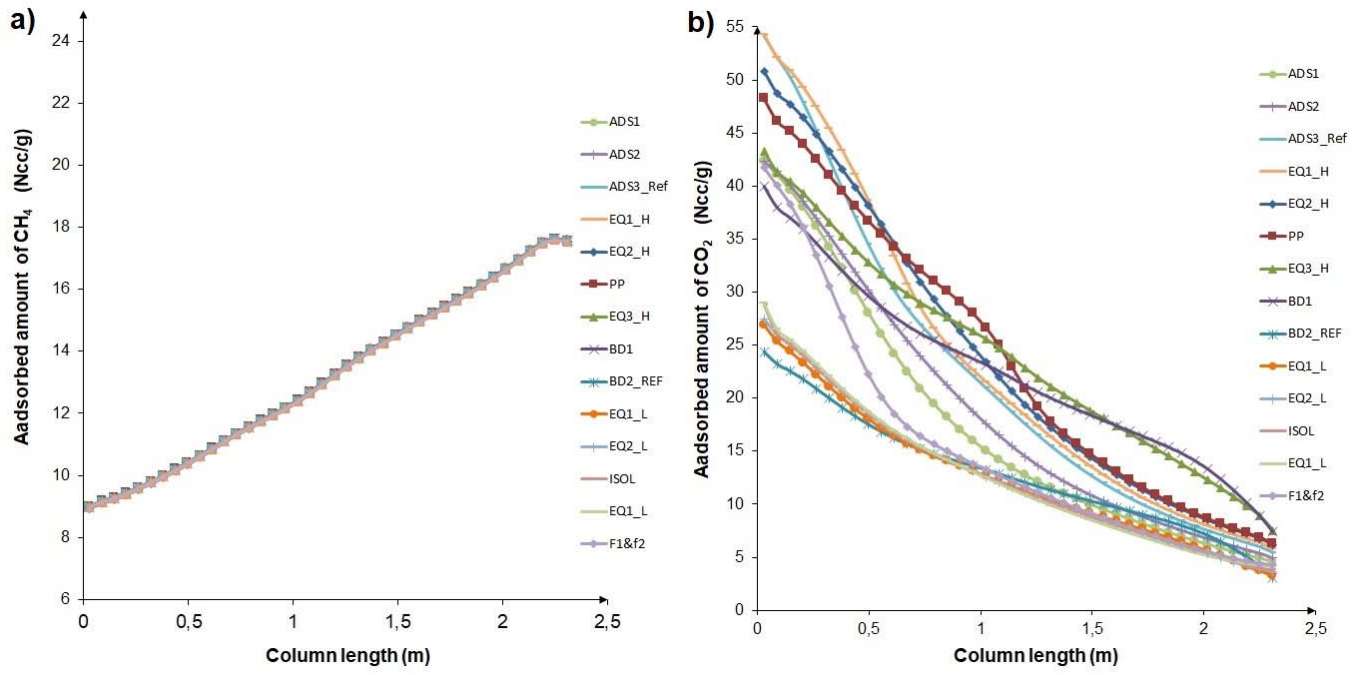 a)
24
22
20
18
16
14
12
10
8
6
0
0,5
1
1,5
2
2,5
Aadsorbed amount of CH4 (Ncc/g)
Column length (m)
ADS1
ADS2
ADS3_Ref
EQ1_H
EQ2_H
PP
EQ3_H
BD1
BD2_REF
EQ1_L
EQ2_L
ISOL
EQ1_L
F1&f2
b)
55
50
45
40
35
30
25
20
15
10
5
0
0
0,5
1
1,5
2
2,5
Aadsorbed amount of CO2 (Ncc/g)
Column length (m)
ADS1
ADS2
ADS3_Ref
EQ1_H
EQ2_H
PP
EQ3_H
BD1
BD2_REF
EQ1_L
EQ2_L
ISOL
EQ1_L
F1&f2